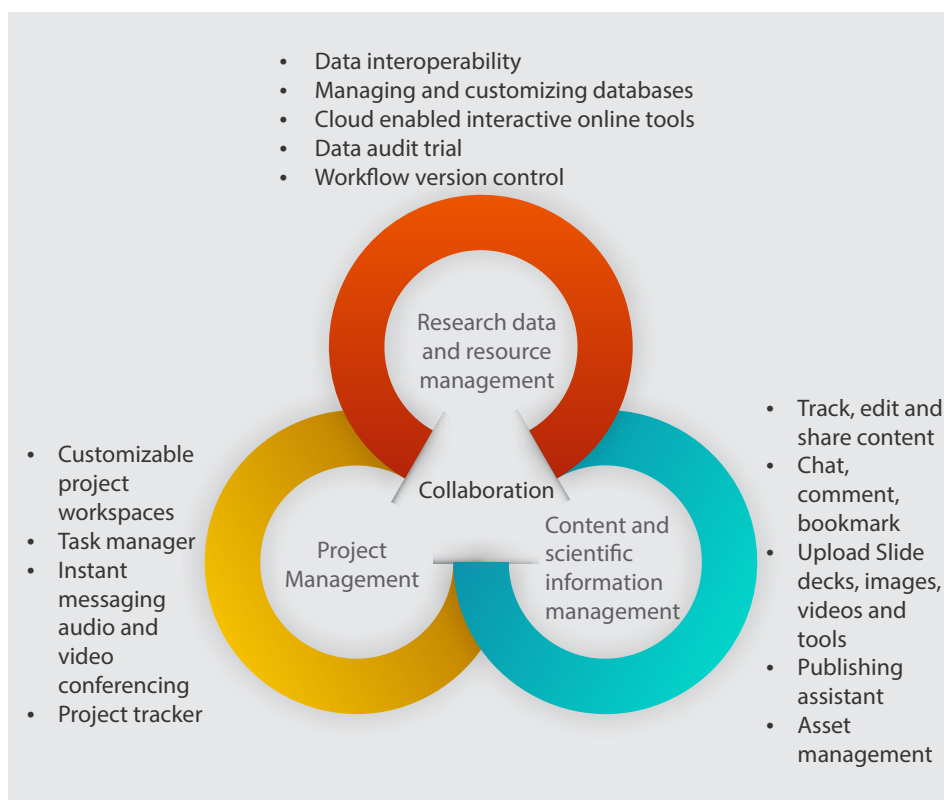 • Data interoperability
• Managing and customizing databases
• Cloud enabled interactive online tools
• Data audit trial
• Workflow version control
Research data
and resource
management
Collaboration
Project
Management
Content and
scientific
information
management
• Customizable
project
workspaces
• Task manager
• Instant
messaging
audio and
video
conferencing
• Project tracker
• Track, edit and
share content
• Chat,
comment,
bookmark
• Upload Slide
decks, images,
videos and
tools
• Publishing
assistant
• Asset
management